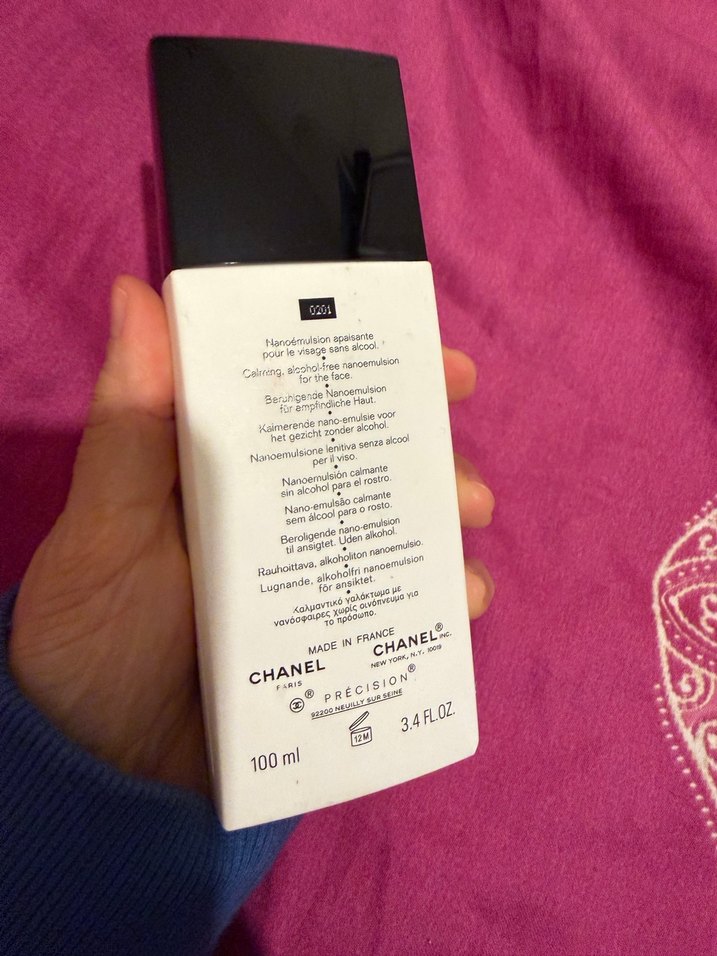 0201
Nanoémulsion apaisante
pour le visage sans alcool.
•
Calming, alcohol-free nanoemulsion
for the face.
•
Beruhigende Nanoemulsion
für empfindliche Haut.
•
Kalmerende nano-emulsie voor
het gezicht zonder alcohol.
•
Nanoemulsione lenitiva senza alcool
per il viso.
•
Nanoemulsión calmante
sin alcohol para el rostro.
•
Nano-emulsão calmante
sem álcool para o rosto.
•
Beroligende nano-emulsion
til ansigtet. Uden alkohol.
•
Rauhoittava, alkoholiton nanoemulsio.
•
Lugnande, alkoholfri nanoemulsion
för ansiktet.
•
Καλμαντικό γαλάκτωμα με
νανόσφαιρες χωρίς οινόπνευμα για
το πρόσωπο.
MADE IN FRANCE
CHANEL CHANEL® INC.
PARIS NEW YORK, N.Y. 10019
® PRÉCISION®
92200 NEUILLY SUR SEINE
12M
100 ml 3.4 FL.OZ.